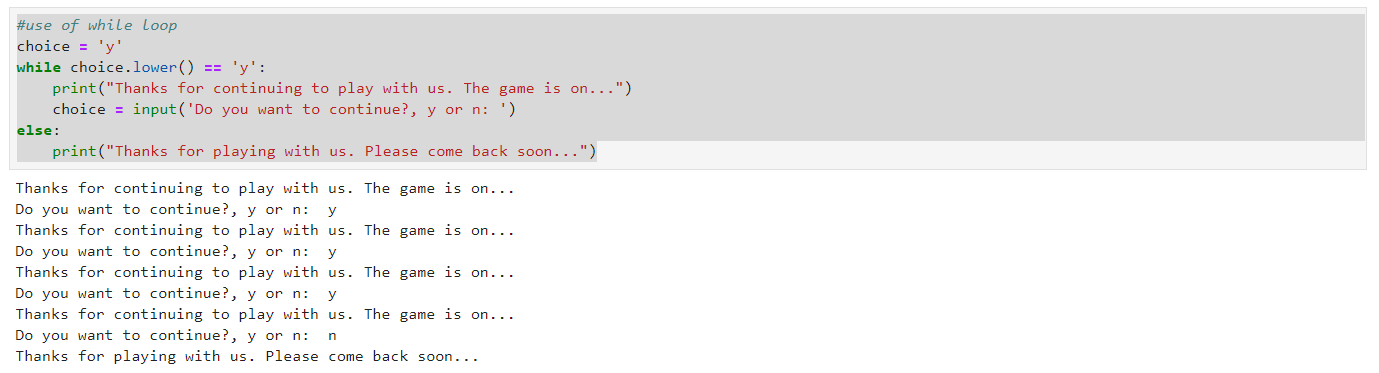 #use of while loop
choice = 'y'
while choice.lower() == 'y':
    print("Thanks for continuing to play with us. The game is on...")
    choice = input('Do you want to continue?, y or n: ')
else:
    print("Thanks for playing with us. Please come back soon...")
Thanks for continuing to play with us. The game is on...
Do you want to continue?, y or n:  y
Thanks for continuing to play with us. The game is on...
Do you want to continue?, y or n:  y
Thanks for continuing to play with us. The game is on...
Do you want to continue?, y or n:  y
Thanks for continuing to play with us. The game is on...
Do you want to continue?, y or n:  n
Thanks for playing with us. Please come back soon...